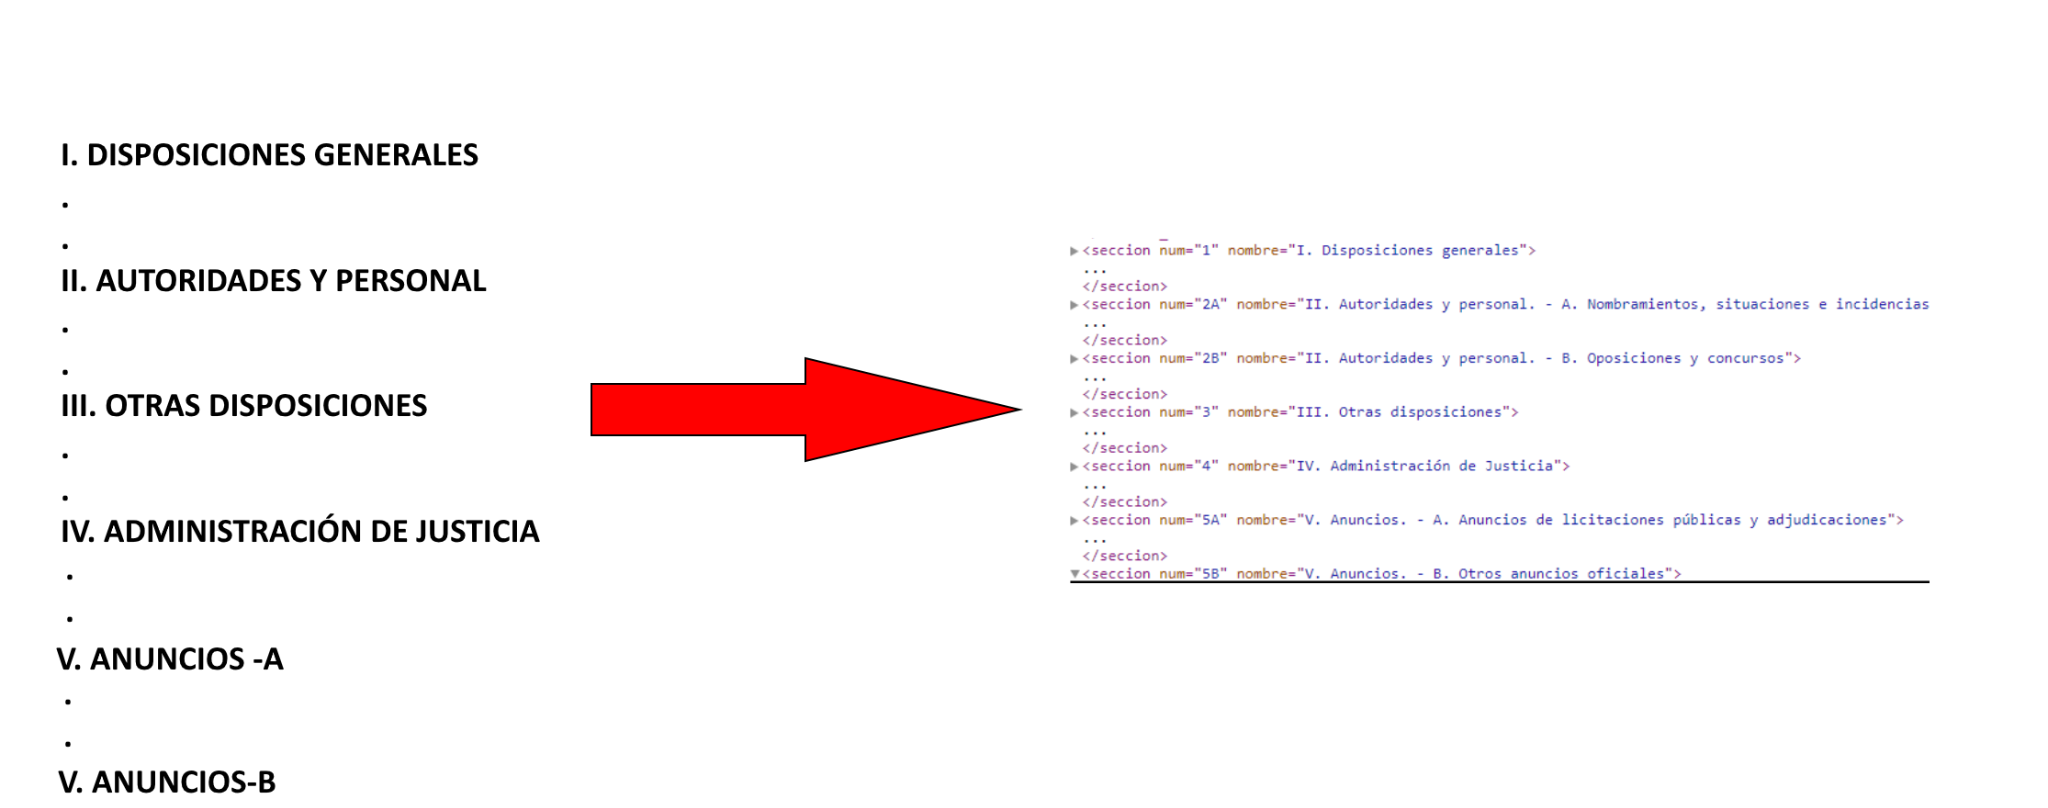 I. DISPOSICIONES GENERALES
.
.
II. AUTORIDADES Y PERSONAL
.
.
III. OTRAS DISPOSICIONES
.
.
IV. ADMINISTRACIÓN DE JUSTICIA
.
.
V. ANUNCIOS -A
.
.
V. ANUNCIOS-B
<seccion num="1" nombre="I. Disposiciones generales">
...
</seccion>
<seccion num="2A" nombre="II. Autoridades y personal. - A. Nombramientos, situaciones e incidencias
...
</seccion>
<seccion num="2B" nombre="II. Autoridades y personal. - B. Oposiciones y concursos">
...
</seccion>
<seccion num="3" nombre="III. Otras disposiciones">
...
</seccion>
<seccion num="4" nombre="IV. Administración de Justicia">
...
</seccion>
<seccion num="5A" nombre="V. Anuncios. - A. Anuncios de licitaciones públicas y adjudicaciones">
...
</seccion>
<seccion num="5B" nombre="V. Anuncios. - B. Otros anuncios oficiales">